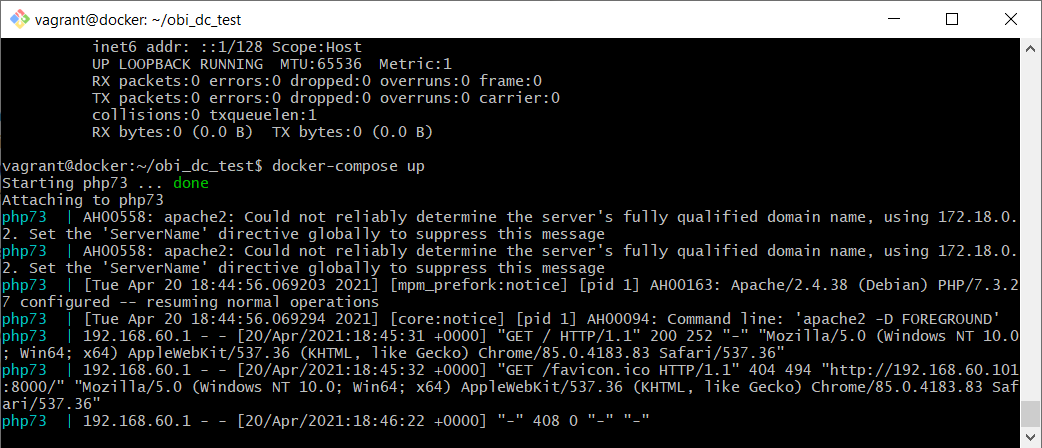 vagrant@docker: ~/obi_dc_test
inet6 addr: ::1/128 Scope:Host
UP LOOPBACK RUNNING  MTU:65536  Metric:1
RX packets:0 errors:0 dropped:0 overruns:0 frame:0
TX packets:0 errors:0 dropped:0 overruns:0 carrier:0
collisions:0 txqueuelen:1
RX bytes:0 (0.0 B)  TX bytes:0 (0.0 B)
vagrant@docker:~/obi_dc_test$ docker-compose up
Starting php73 ... done
Attaching to php73
php73  | AH00558: apache2: Could not reliably determine the server's fully qualified domain name, using 172.18.0.
2. Set the 'ServerName' directive globally to suppress this message
php73  | AH00558: apache2: Could not reliably determine the server's fully qualified domain name, using 172.18.0.
2. Set the 'ServerName' directive globally to suppress this message
php73  | [Tue Apr 20 18:44:56.069203 2021] [mpm_prefork:notice] [pid 1] AH00163: Apache/2.4.38 (Debian) PHP/7.3.2
7 configured -- resuming normal operations
php73  | [Tue Apr 20 18:44:56.069294 2021] [core:notice] [pid 1] AH00094: Command line: 'apache2 -D FOREGROUND'
php73  | 192.168.60.1 - - [20/Apr/2021:18:45:31 +0000] "GET / HTTP/1.1" 200 252 "-" "Mozilla/5.0 (Windows NT 10.0
; Win64; x64) AppleWebKit/537.36 (KHTML, like Gecko) Chrome/85.0.4183.83 Safari/537.36"
php73  | 192.168.60.1 - - [20/Apr/2021:18:45:32 +0000] "GET /favicon.ico HTTP/1.1" 404 494 "http://192.168.60.101
:8000/" "Mozilla/5.0 (Windows NT 10.0; Win64; x64) AppleWebKit/537.36 (KHTML, like Gecko) Chrome/85.0.4183.83 Saf
ari/537.36"
php73  | 192.168.60.1 - - [20/Apr/2021:18:46:22 +0000] "-" 408 0 "-" "-"